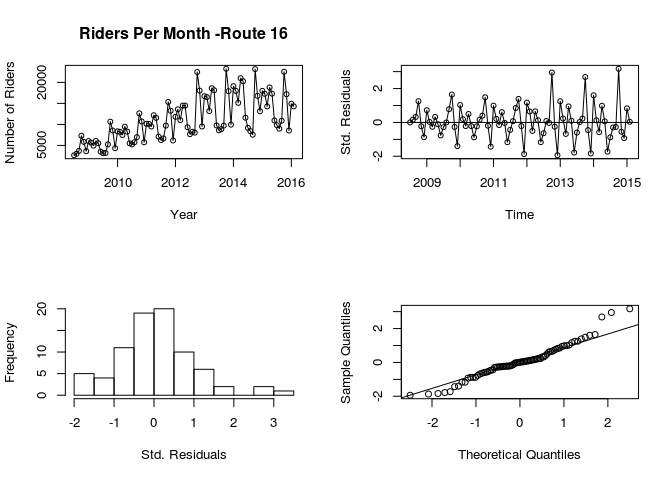 Riders Per Month -Route 16
Number of Riders
20000
5000
2010 2012 2014 2016
Year
Std. Residuals
2
0
-2
2009 2011 2013 2015
Time
Frequency
20
10
5
0
-2 -1 0 1 2 3
Std. Residuals
Sample Quantiles
2
0
-2
-2 -1 0 1 2
Theoretical Quantiles